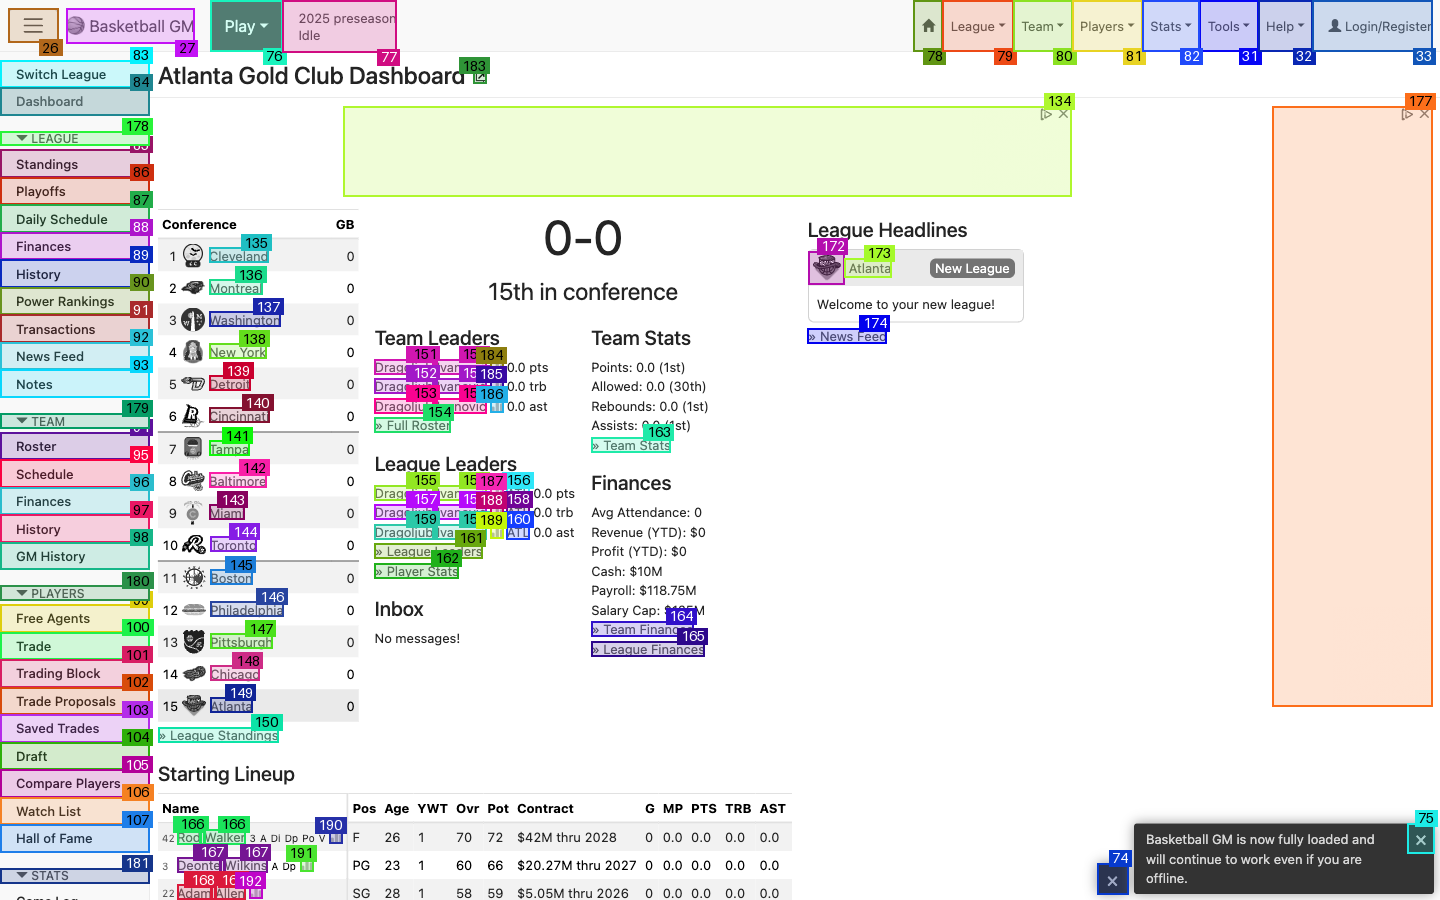 Basketball GM
Play
2025 preseason
Idle
League
Team
Players
Stats
Tools
Help
Login/Register
26
27
76
77
78
79
80
81
82
31
32
33
Switch League
83
Dashboard
84
LEAGUE
178
Standings
Playoffs
86
Daily Schedule
87
Finances
88
History
89
Power Rankings
90
Transactions
91
News Feed
92
Notes
93
TEAM
179
Roster
Schedule
95
Finances
96
History
97
GM History
98
PLAYERS
180
Free Agents
Trade
100
Trading Block
101
Trade Proposals
102
Saved Trades
103
Draft
104
Compare Players
105
Watch List
106
Hall of Fame
107
STATS
181
Atlanta Gold Club Dashboard
183
134
177
Conference GB
1 Cleveland 0
135
2 Montreal 0
136
3 Washington 0
137
4 New York 0
138
5 Detroit 0
139
6 Cincinnati 0
140
7 Tampa 0
141
8 Baltimore 0
142
9 Miami 0
143
10 Toronto 0
144
11 Boston 0
145
12 Philadelphia 0
146
13 Pittsburgh 0
147
14 Chicago 0
148
15 Atlanta 0
149
» League Standings
150
0-0
15th in conference
Team Leaders
151
184
0.0 pts
152
185
0.0 trb
153
186
0.0 ast
154
» Full Roster
League Leaders
155
187
156
0.0 pts
157
188
158
0.0 trb
159
189
160
ATL 0.0 ast
161
» League Leaders
162
» Player Stats
Inbox
No messages!
Team Stats
Points: 0.0 (1st)
Allowed: 0.0 (30th)
Rebounds: 0.0 (1st)
Assists: 0.0 (1st)
163
» Team Stats
Finances
Avg Attendance: 0
Revenue (YTD): $0
Profit (YTD): $0
Cash: $10M
Payroll: $118.75M
Salary Cap:
164
» Team Finances
165
» League Finances
League Headlines
172
173
Atlanta
New League
Welcome to your new league!
174
» News Feed
Starting Lineup
Name Pos Age YWT Ovr Pot Contract G MP PTS TRB AST
166 166 190
42 Rod Walker 3 A Di Dp Po V F 26 1 70 72 $42M thru 2028 0 0.0 0.0 0.0 0.0
167 167 191
3 Deonte Wilkins A Dp PG 23 1 60 66 $20.27M thru 2027 0 0.0 0.0 0.0 0.0
168 192
22 Adam Allen SG 28 1 58 59 $5.05M thru 2026 0 0.0 0.0 0.0 0.0
74
75
Basketball GM is now fully loaded and
will continue to work even if you are
offline.